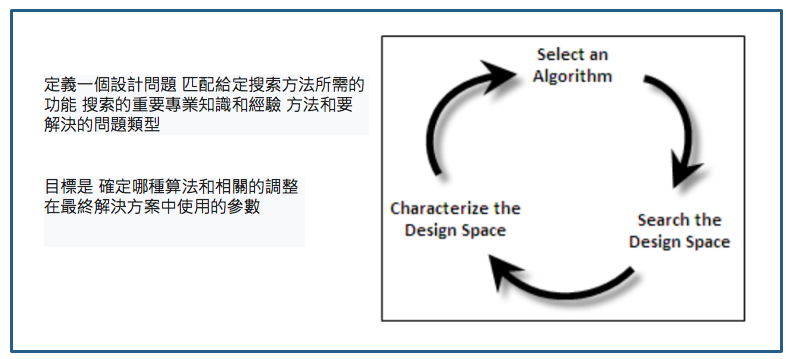 定義一個設計問題 匹配給定搜索方法所需的
功能 搜索的重要專業知識和經驗 方法和要
解決的問題類型
目標是 確定哪種算法和相關的調整
在最終解決方案中使用的參數
Select an
Algorithm
Search the
Design Space
Characterize the
Design Space